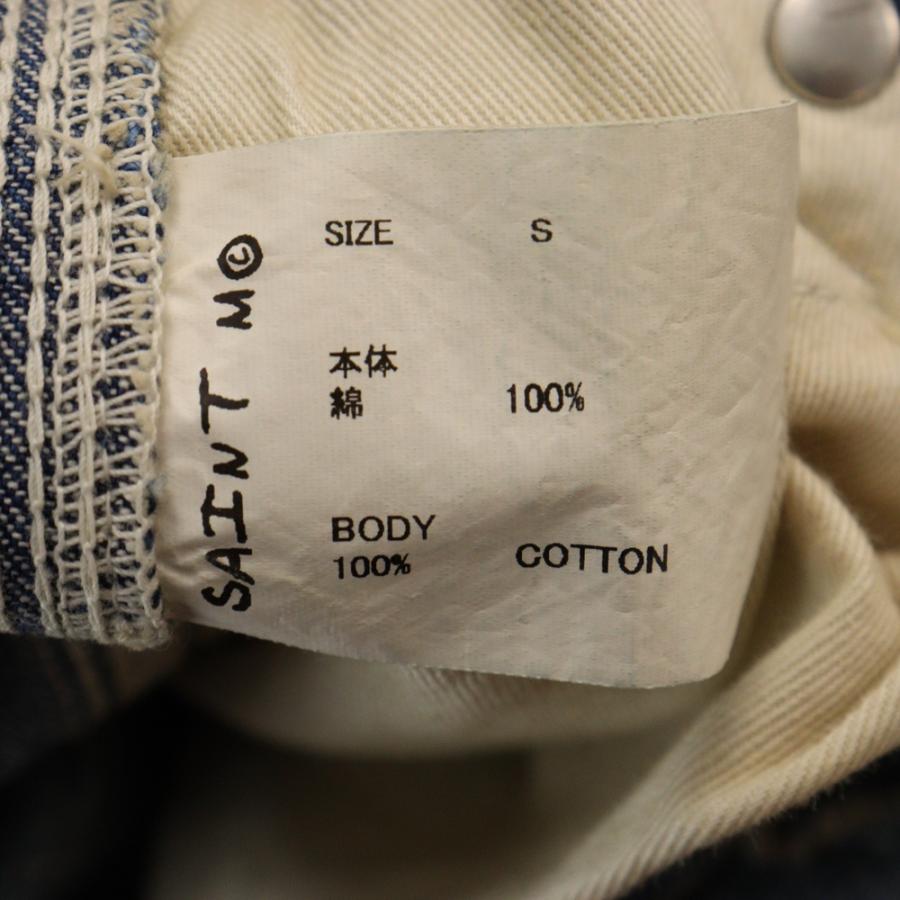 SAINT M©
SIZE S
本体
綿 100%
BODY
100% COTTON